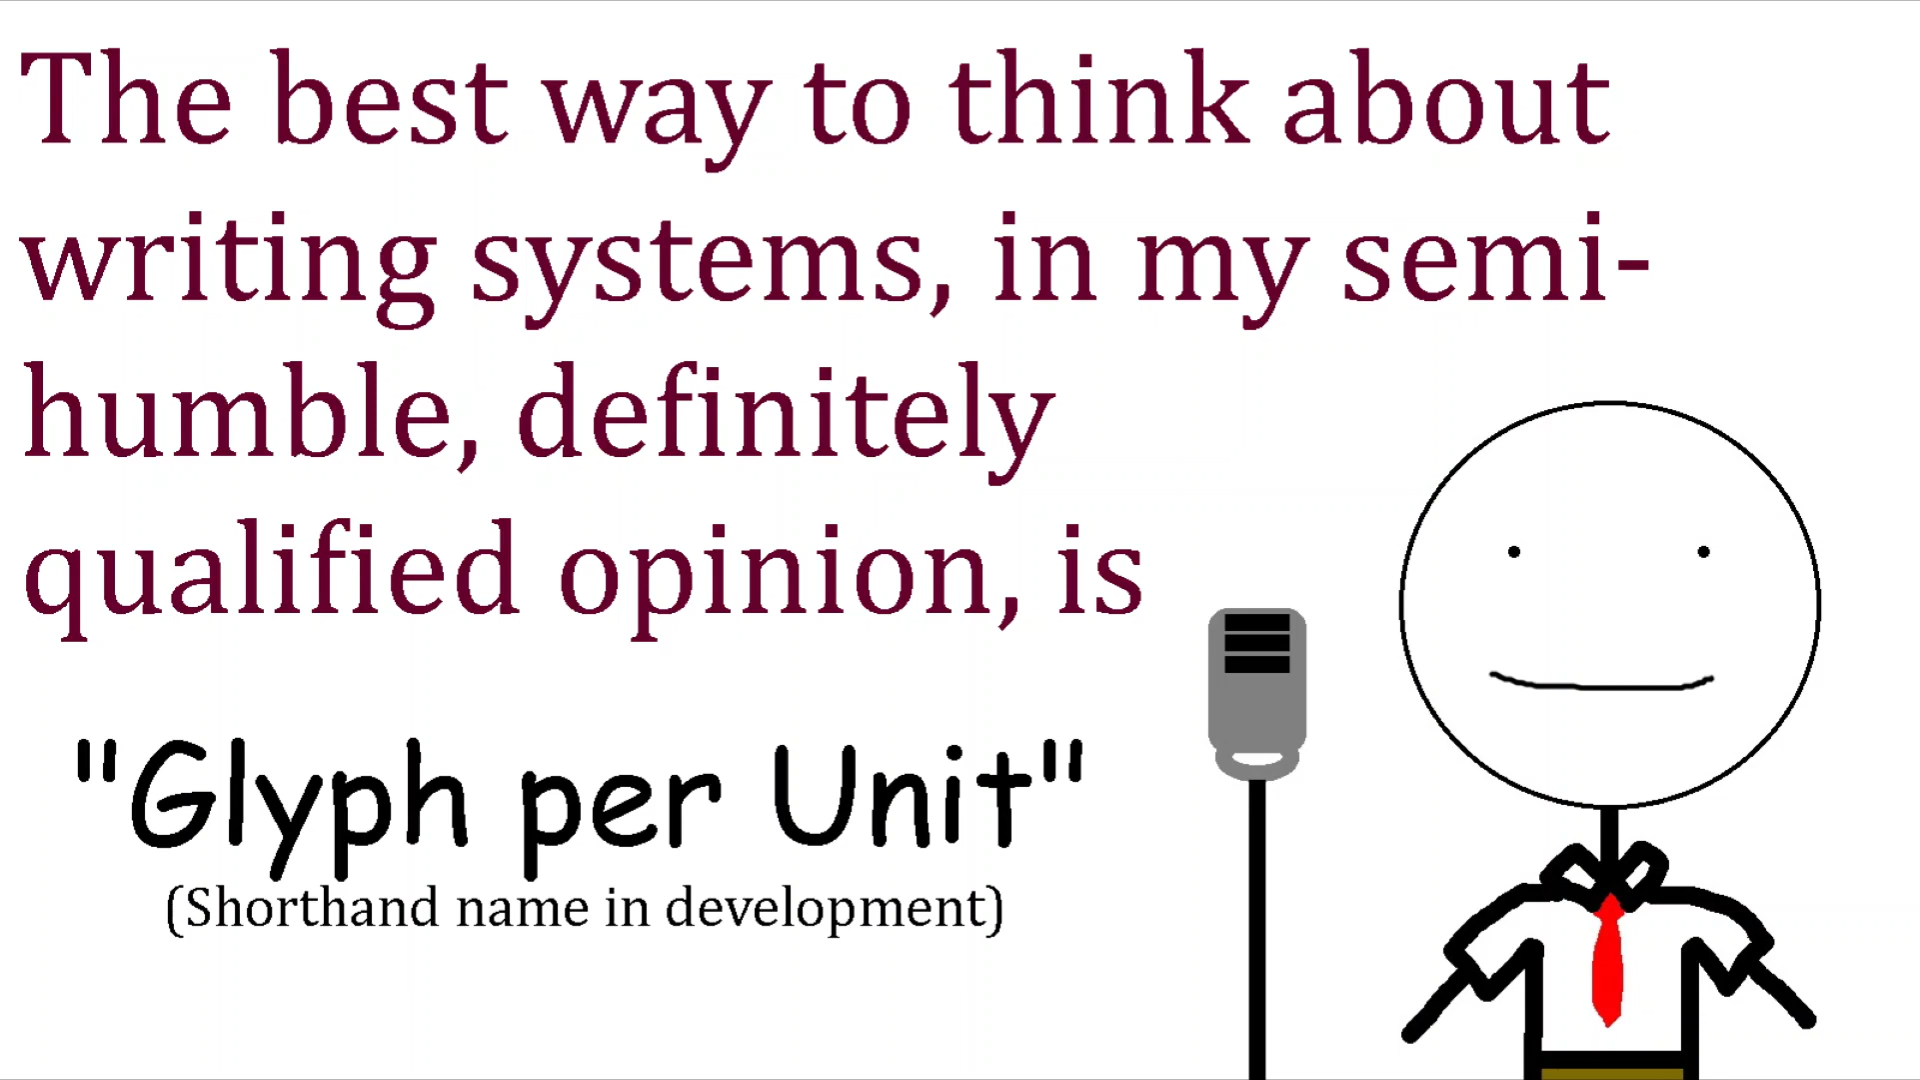 The best way to think about
writing systems, in my semi-
humble, definitely
qualified opinion, is
"Glyph per Unit"
(Shorthand name in development)